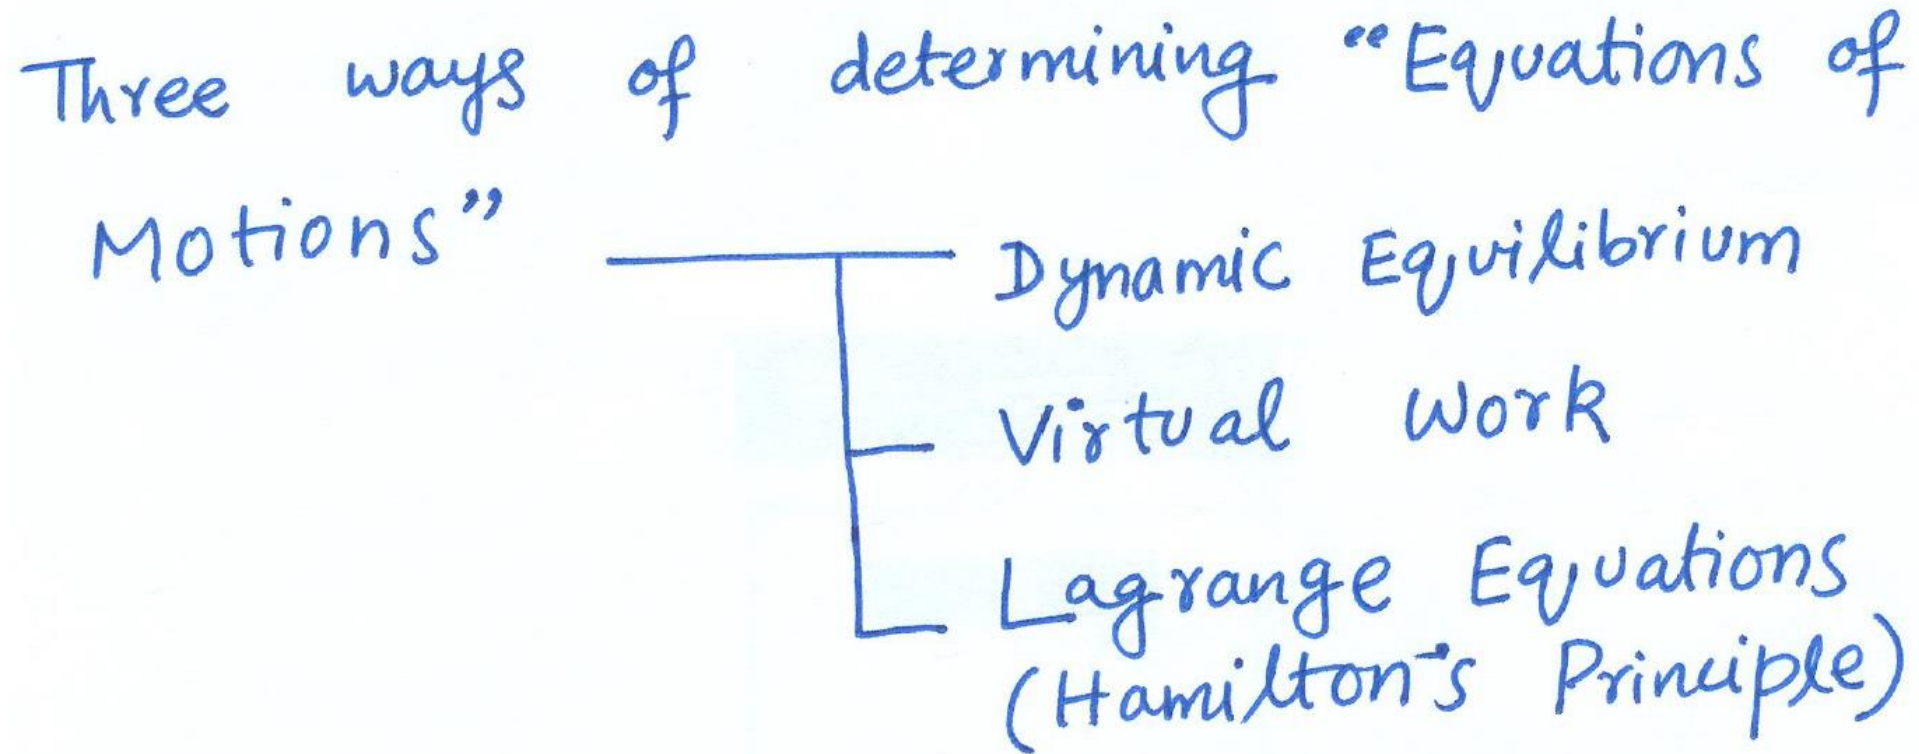 Three ways of determining “Equations of
Motions”
Dynamic Equilibrium
Virtual Work
Lagrange Equations
(Hamilton's Principle)